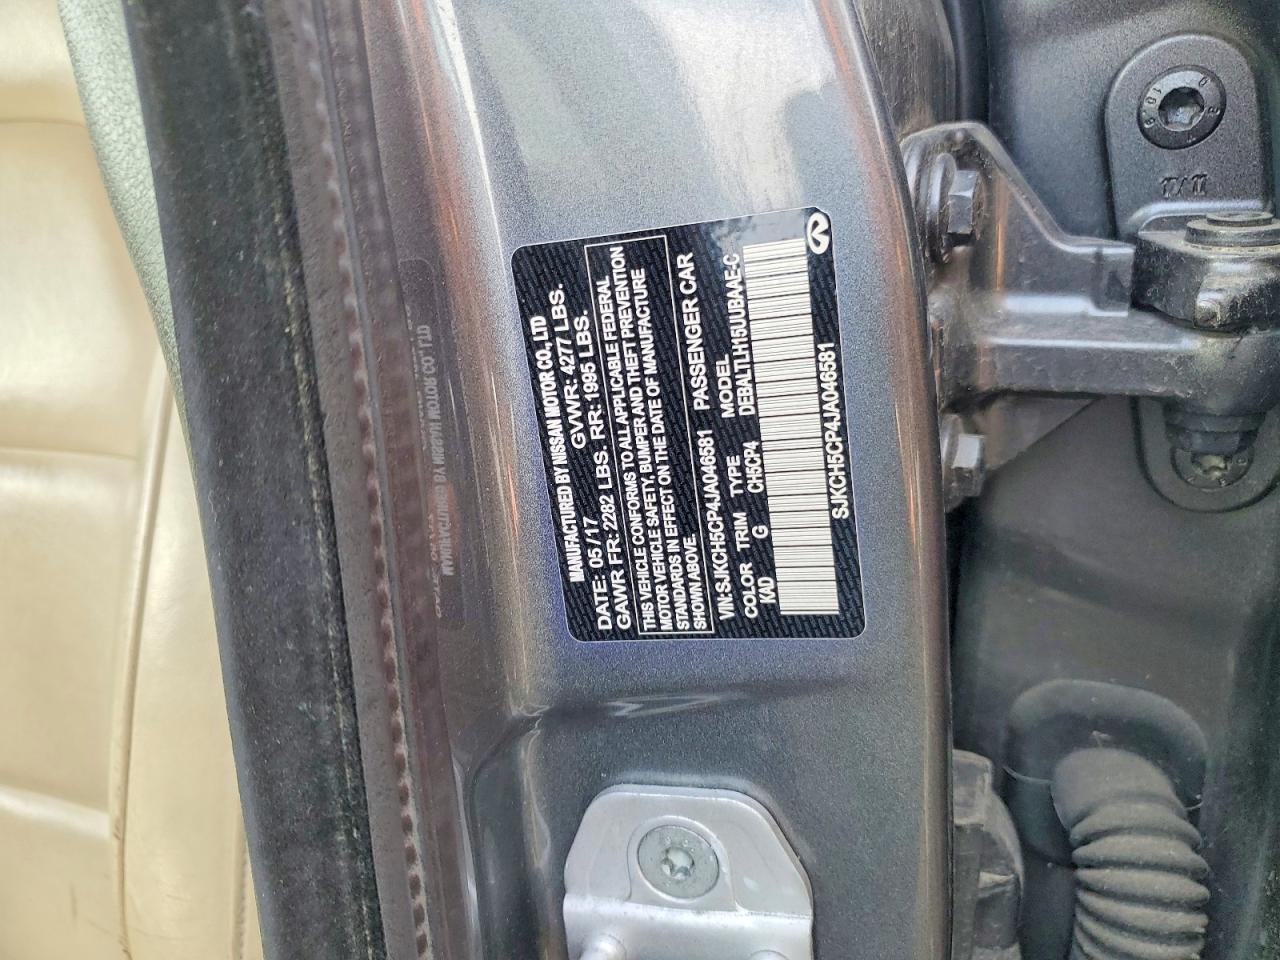 MANUFACTURED BY NISSAN MOTOR CO., LTD
DATE: 05 / 17 GVWR: 4277 LBS.
GAWR FR: 2282 LBS. RR: 1995 LBS.
THIS VEHICLE CONFORMS TO ALL APPLICABLE FEDERAL
MOTOR VEHICLE SAFETY, BUMPER AND THEFT PREVENTION
STANDARDS IN EFFECT ON THE DATE OF MANUFACTURE
SHOWN ABOVE.
VIN: SJKCH5CP4JA046581 PASSENGER CAR
COLOR TRIM TYPE MODEL
KAD G CH5CP4 DEBALTLH15UUBAAE-C
SJKCH5CP4JA046581